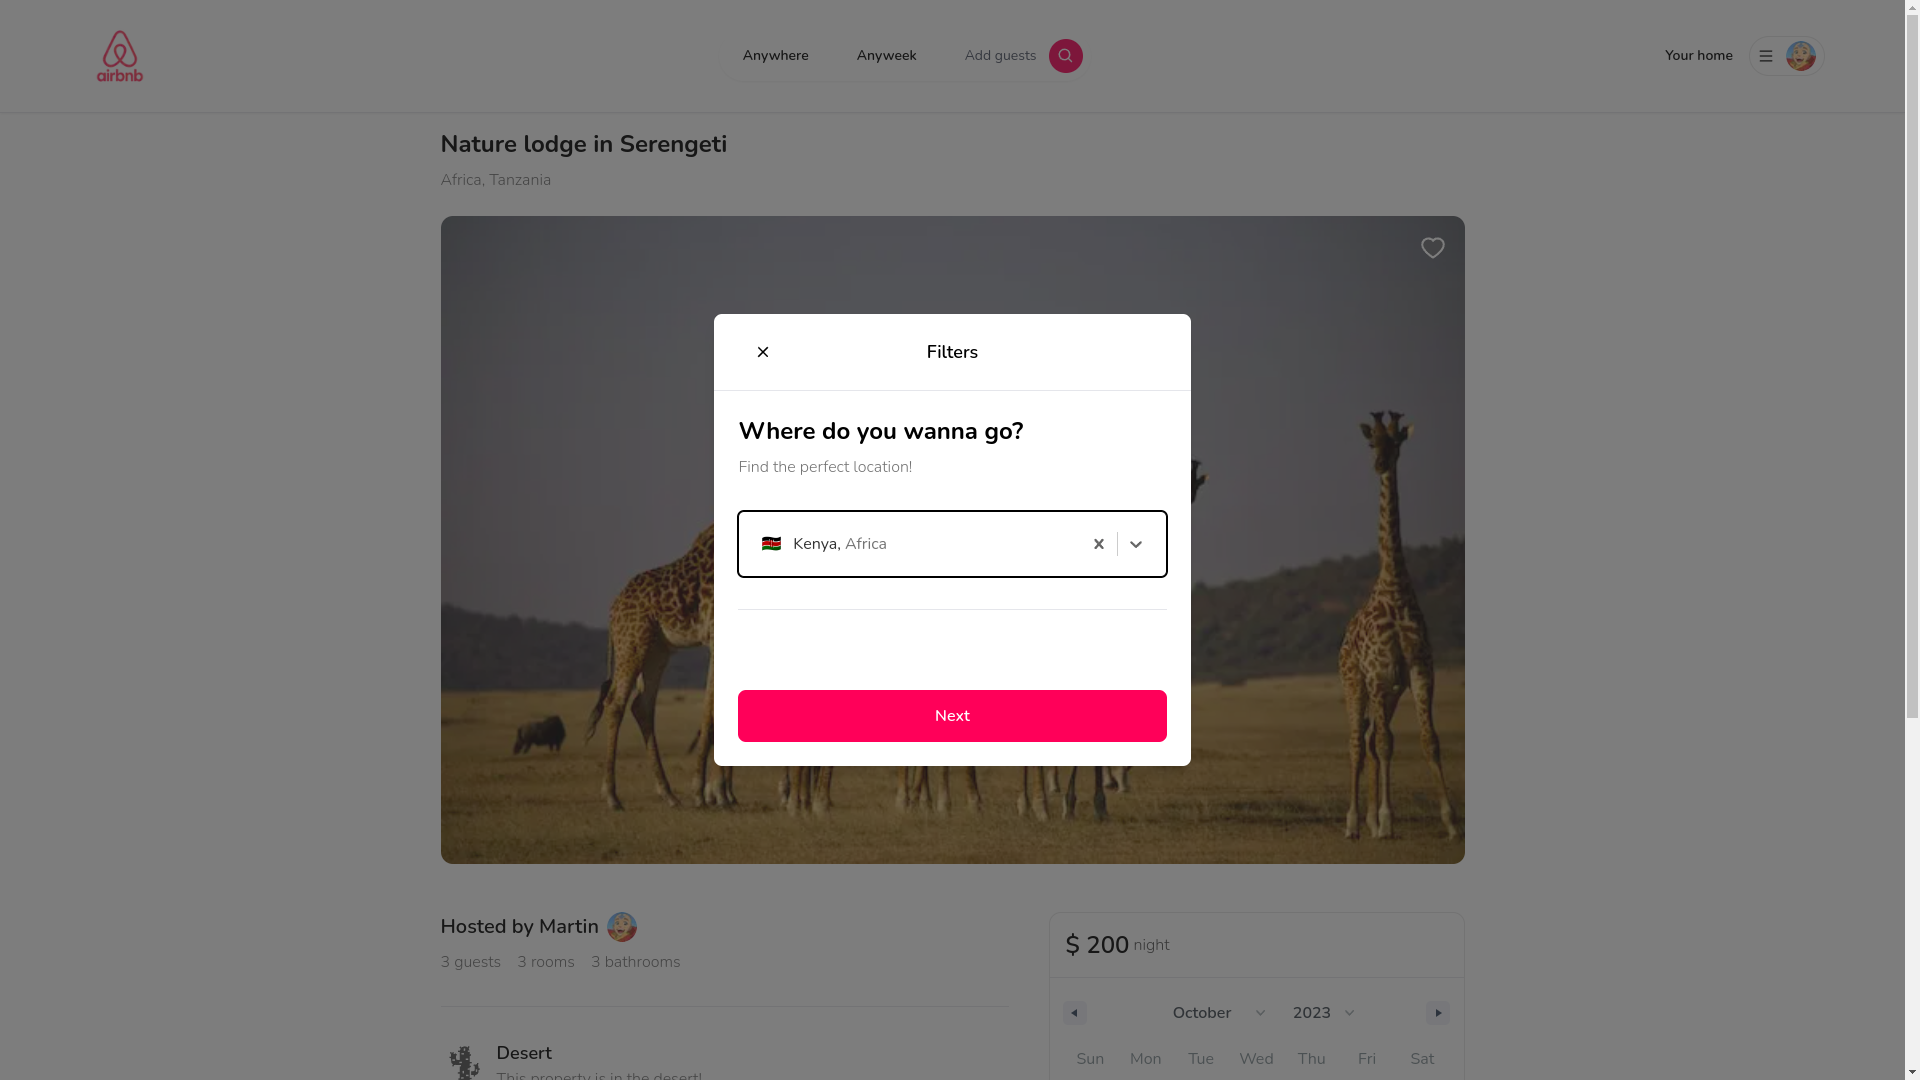 airbnb
Anywhere
Anyweek
Add guests
Your home
Nature lodge in Serengeti
Africa, Tanzania
Filters
Where do you wanna go?
Find the perfect location!
Kenya, Africa
Next
Hosted by Martin
3 guests 3 rooms 3 bathrooms
$ 200 night
October 2023
Sun Mon Tue Wed Thu Fri Sat
Desert
This property is in the desert!